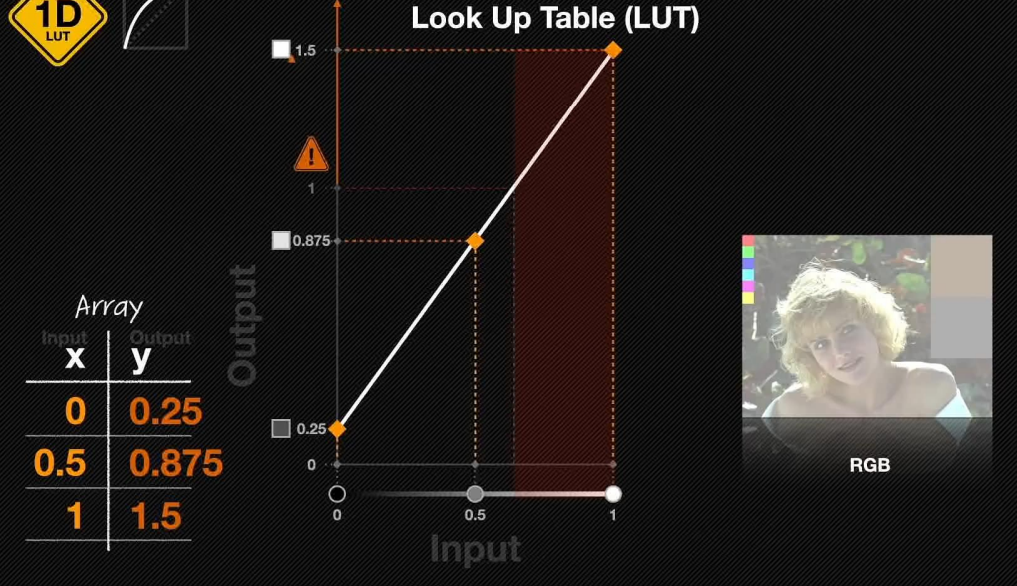 1D
LUT
Look Up Table (LUT)
1.5
!
1
0.875
Output
0.25
0
0 0.5 1
Input
Array
Input Output
x y
0 0.25
0.5 0.875
1 1.5
RGB